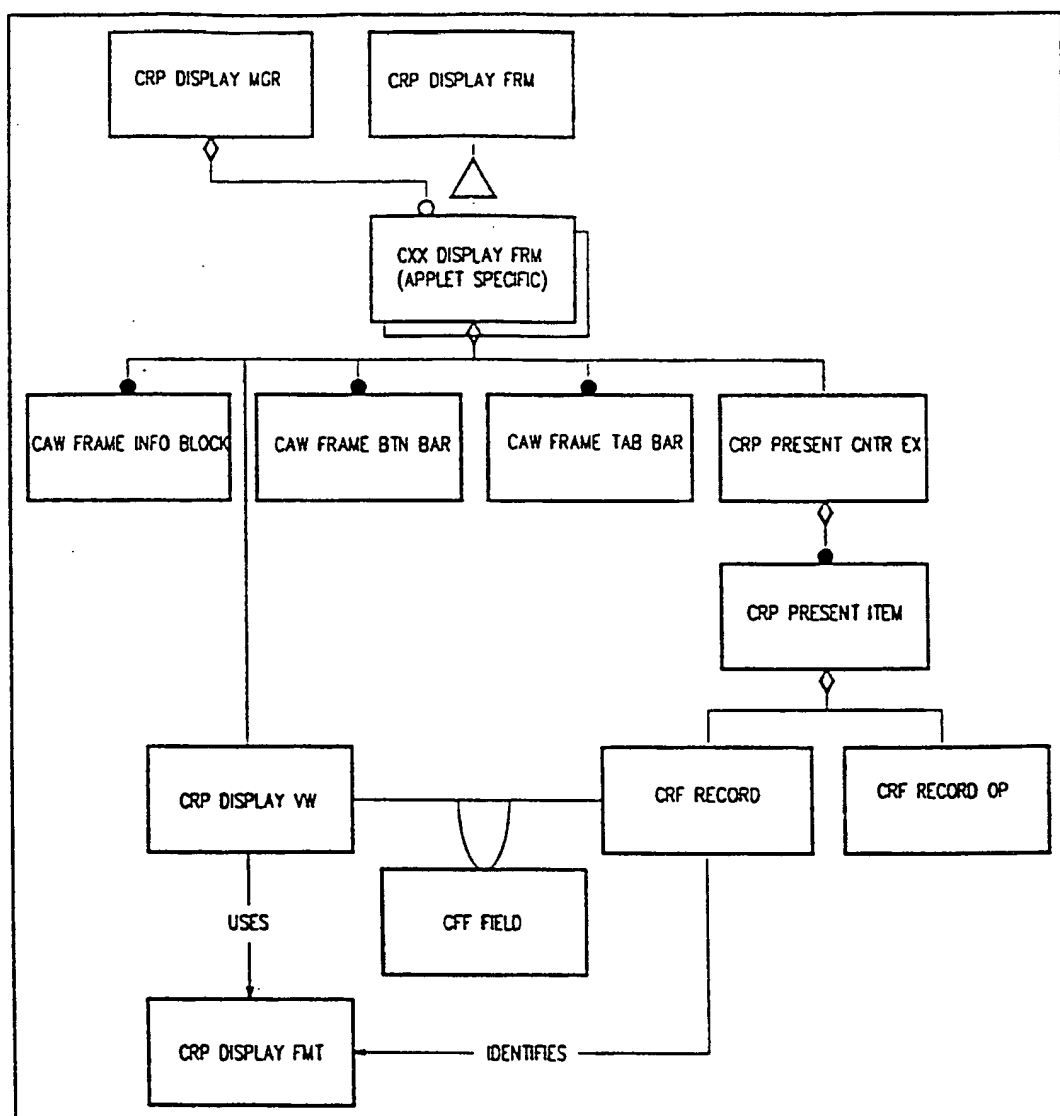 CRP DISPLAY MGR
CRP DISPLAY FRM
CXX DISPLAY FRM
(APPLET SPECIFIC)
CAW FRAME INFO BLOCK
CAW FRAME BTN BAR
CAW FRAME TAB BAR
CRP PRESENT CNTR EX
CRP PRESENT ITEM
CRP DISPLAY VW
CRF RECORD
CRF RECORD OP
CFF FIELD
USES
CRP DISPLAY FMT
IDENTIFIES